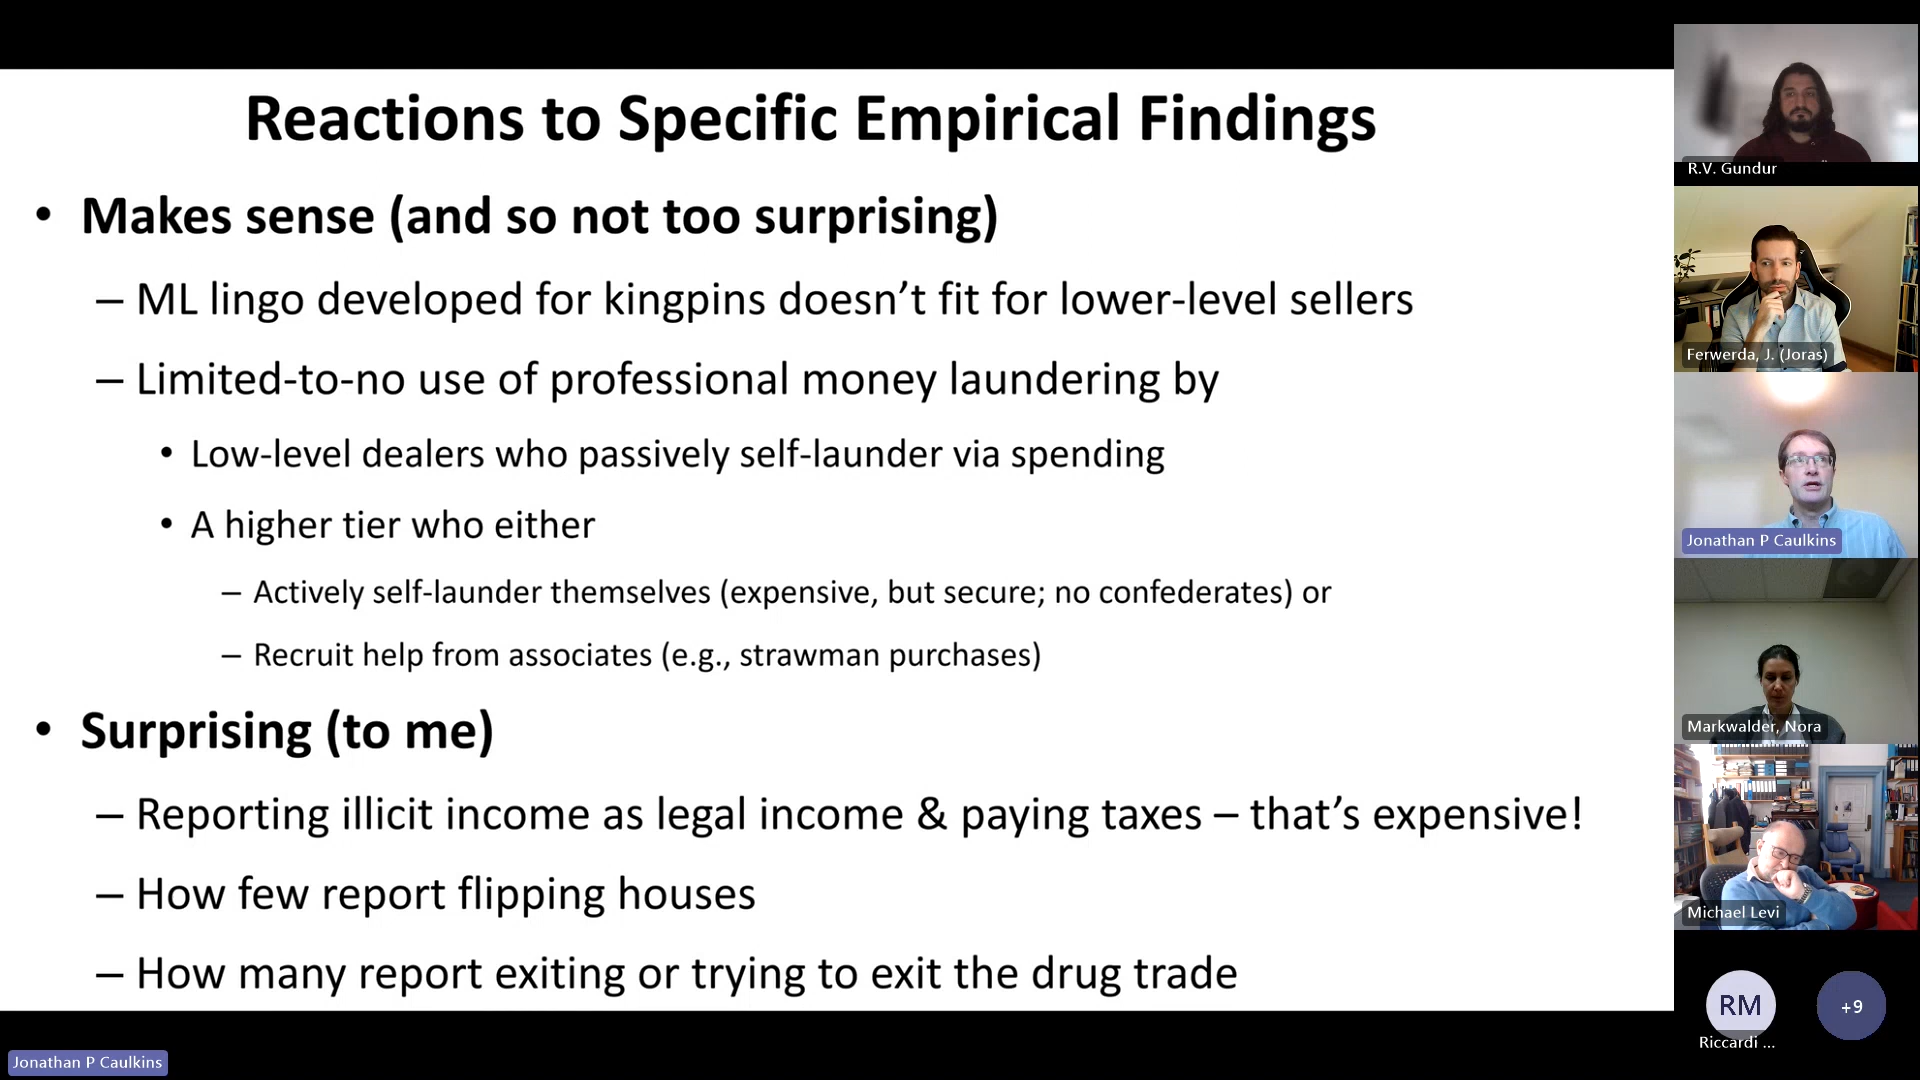 Reactions to Specific Empirical Findings
• Makes sense (and so not too surprising)
– ML lingo developed for kingpins doesn’t fit for lower-level sellers
– Limited-to-no use of professional money laundering by
• Low-level dealers who passively self-launder via spending
• A higher tier who either
– Actively self-launder themselves (expensive, but secure; no confederates) or
– Recruit help from associates (e.g., strawman purchases)
• Surprising (to me)
– Reporting illicit income as legal income & paying taxes – that’s expensive!
– How few report flipping houses
– How many report exiting or trying to exit the drug trade
Jonathan P Caulkins
R.V. Gundur
Ferwerda, J. (Joras)
Jonathan P Caulkins
Markwalder, Nora
Michael Levi
RM
+9
Riccardi ...